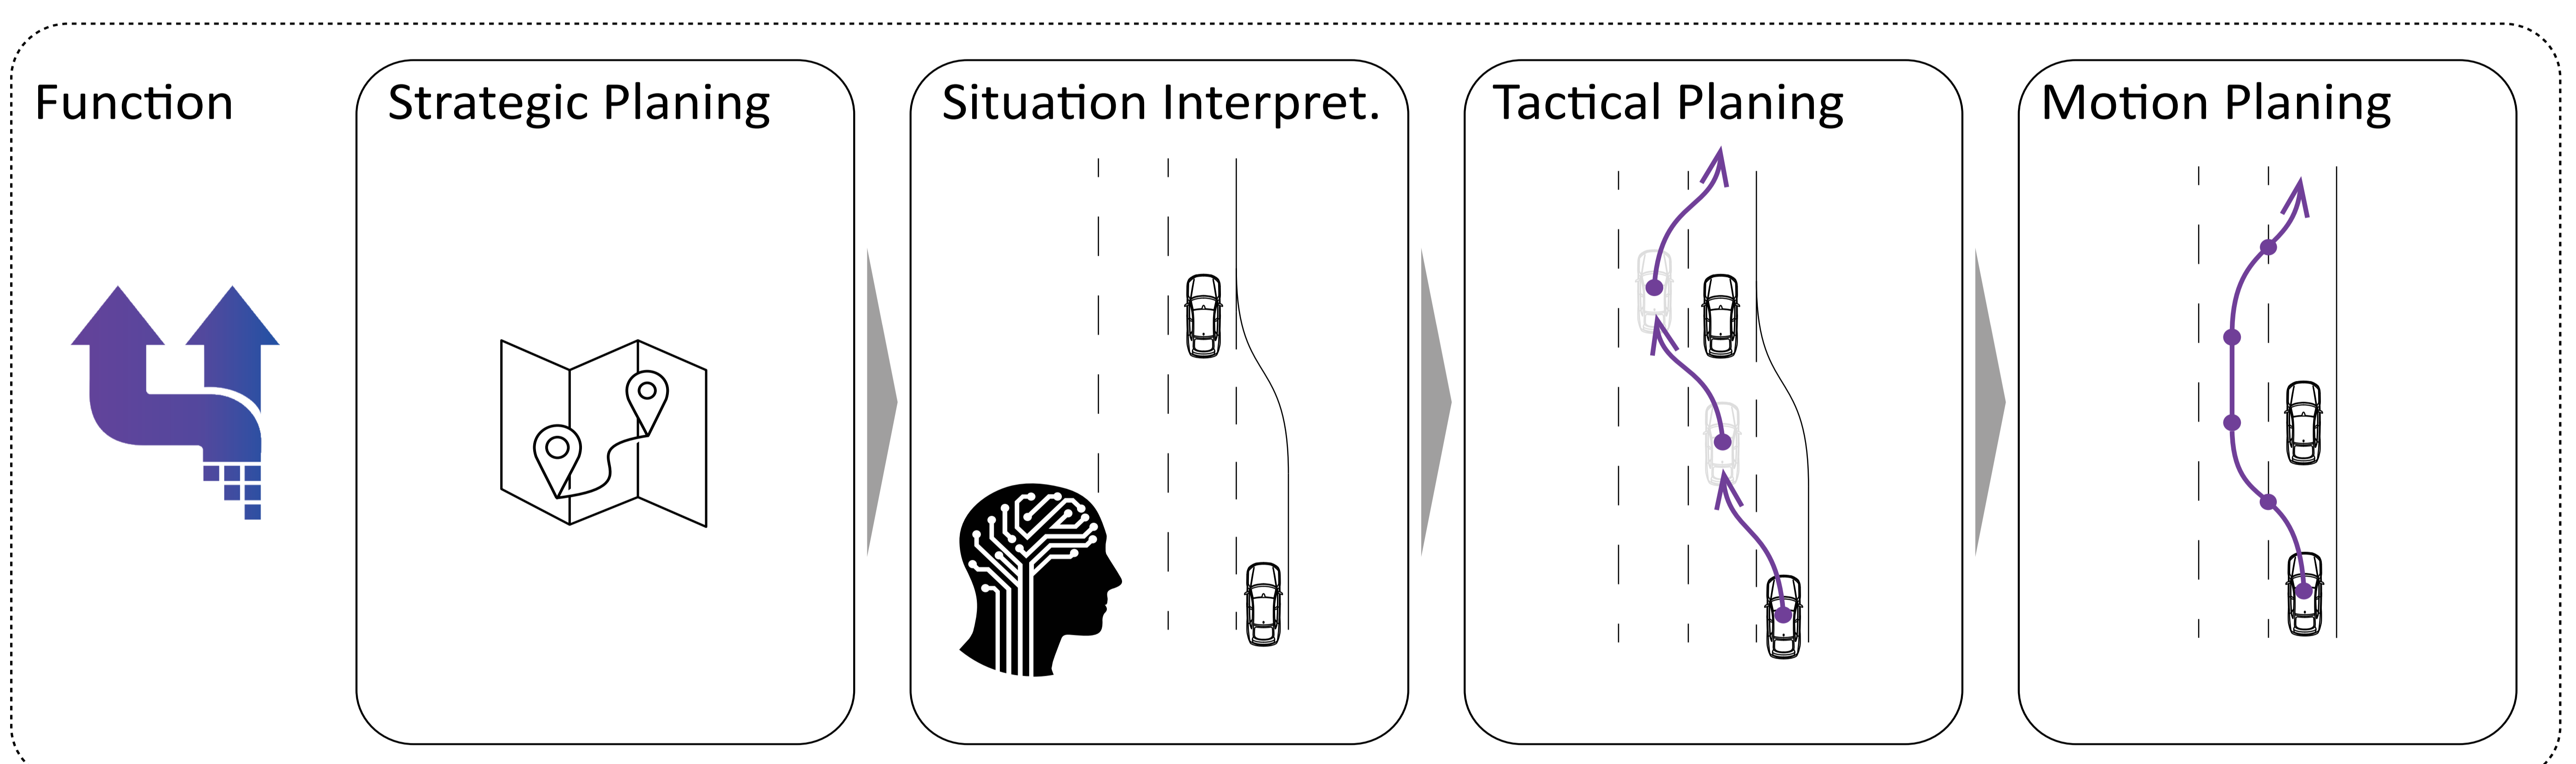 Function
Strategic Planing
Situation Interpret.
Tactical Planing
Motion Planing